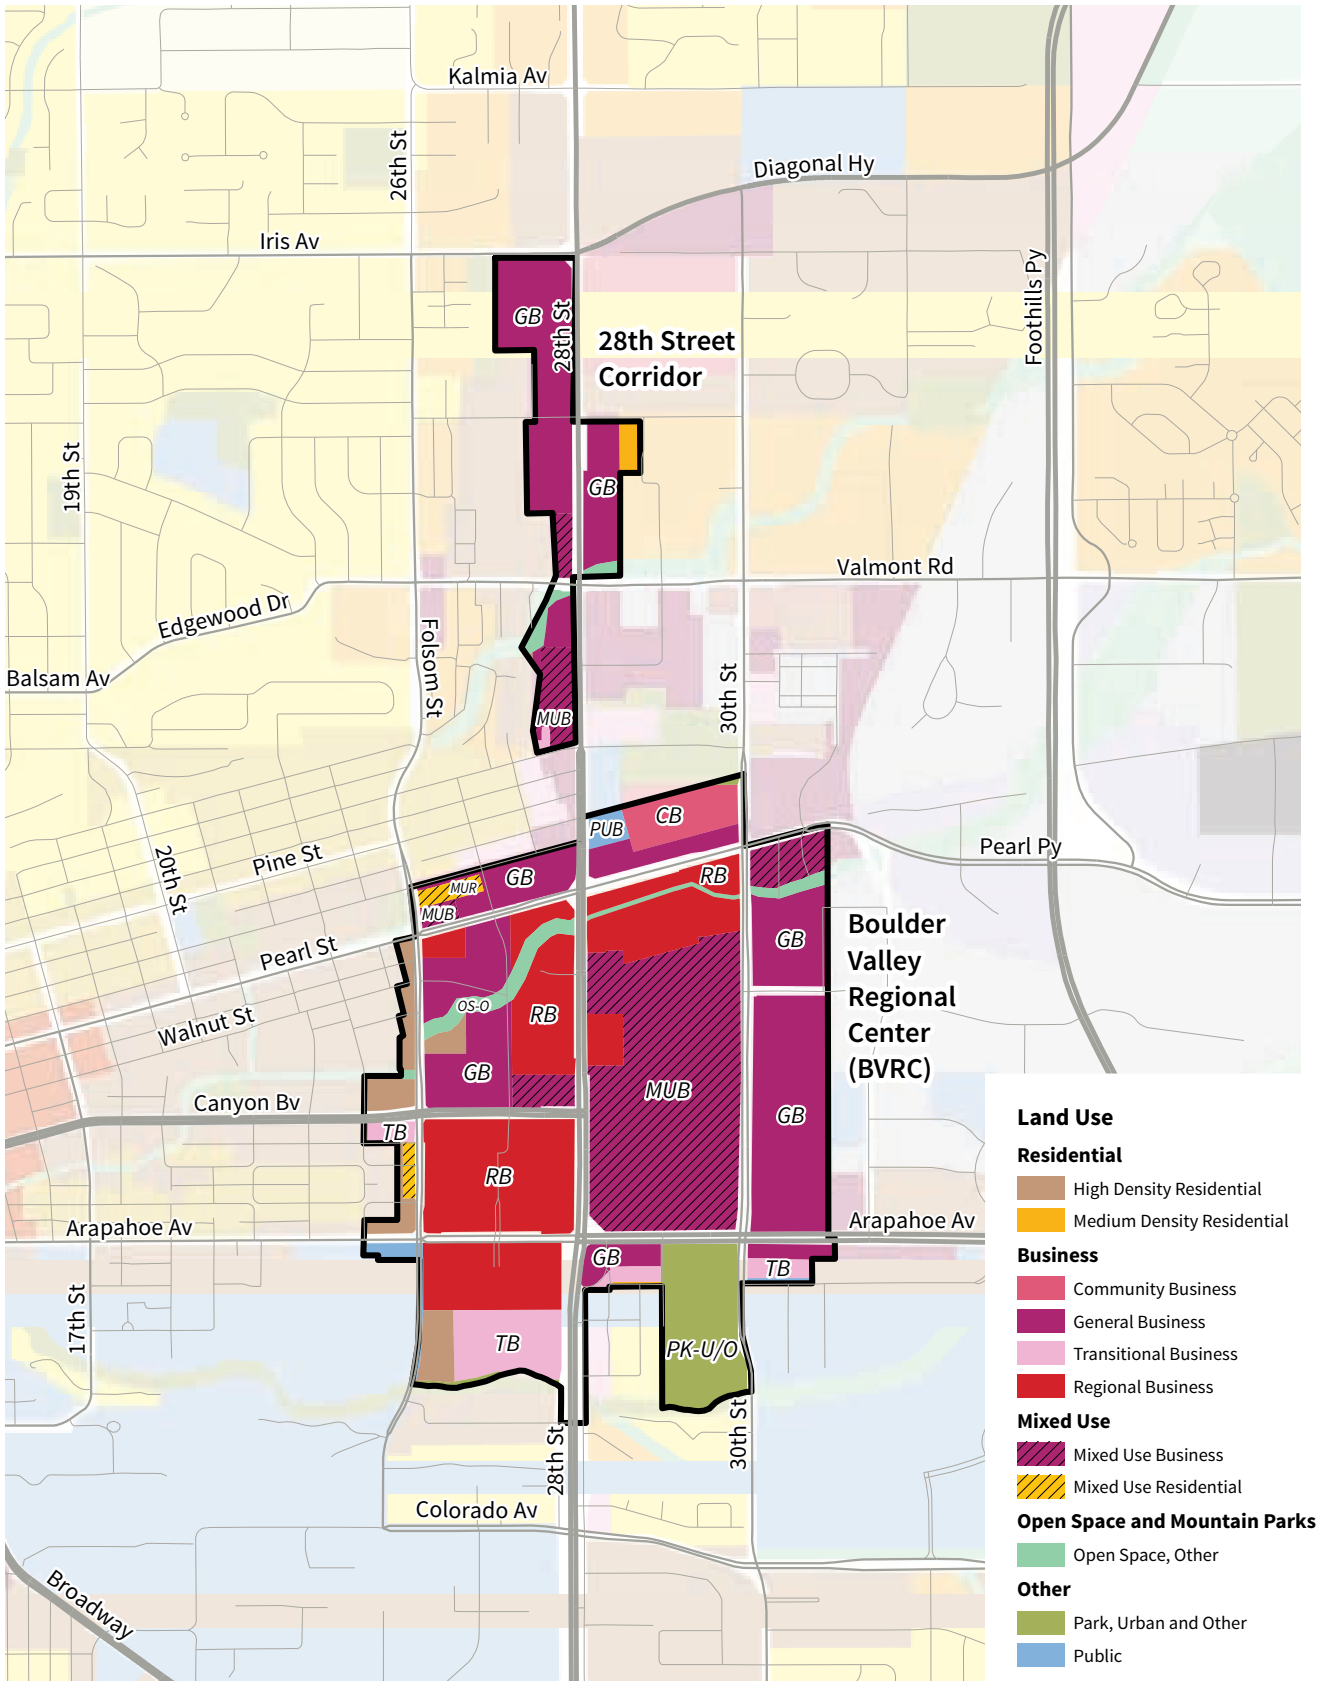 Kalmia Av
26th St
Diagonal Hy
Iris Av
Foothills Py
GB
28th St
28th Street
Corridor
19th St
GB
Valmont Rd
Edgewood Dr
Folsom St
Balsam Av
30th St
MUB
CB
PUB
Pearl Py
Pine St
20th St
RB
GB
MUR
MUB
Boulder
Valley
Regional
Center
(BVRC)
GB
Pearl St
OS-O
RB
Walnut St
GB
MUB
Canyon Bv
GB
TB
RB
Arapahoe Av
Arapahoe Av
GB
TB
17th St
TB
PK-U/O
28th St
30th St
Colorado Av
Broadway
Land Use
Residential
High Density Residential
Medium Density Residential
Business
Community Business
General Business
Transitional Business
Regional Business
Mixed Use
Mixed Use Business
Mixed Use Residential
Open Space and Mountain Parks
Open Space, Other
Other
Park, Urban and Other
Public